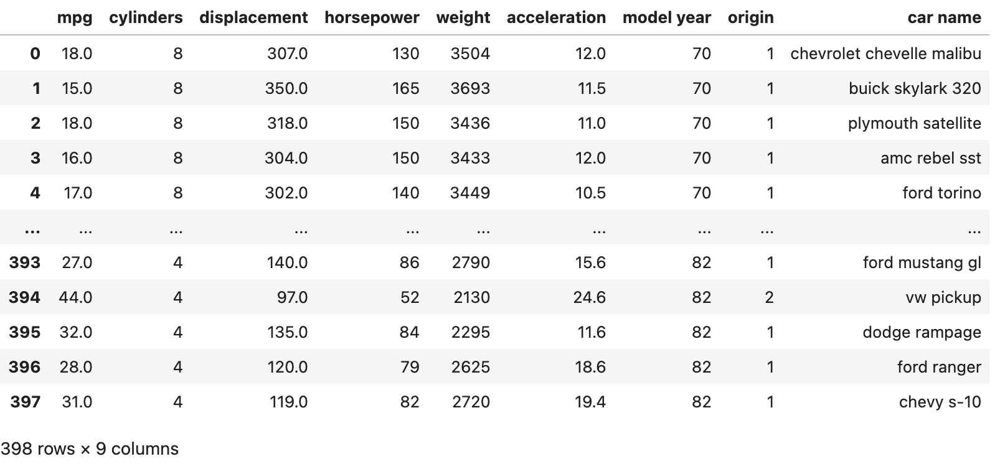 mpg cylinders displacement horsepower weight acceleration model year origin car name
0 18.0 8 307.0 130 3504 12.0 70 1 chevrolet chevelle malibu
1 15.0 8 350.0 165 3693 11.5 70 1 buick skylark 320
2 18.0 8 318.0 150 3436 11.0 70 1 plymouth satellite
3 16.0 8 304.0 150 3433 12.0 70 1 amc rebel sst
4 17.0 8 302.0 140 3449 10.5 70 1 ford torino
... ... ... ... ... ... ... ... ... ...
393 27.0 4 140.0 86 2790 15.6 82 1 ford mustang gl
394 44.0 4 97.0 52 2130 24.6 82 2 vw pickup
395 32.0 4 135.0 84 2295 11.6 82 1 dodge rampage
396 28.0 4 120.0 79 2625 18.6 82 1 ford ranger
397 31.0 4 119.0 82 2720 19.4 82 1 chevy s-10
398 rows × 9 columns